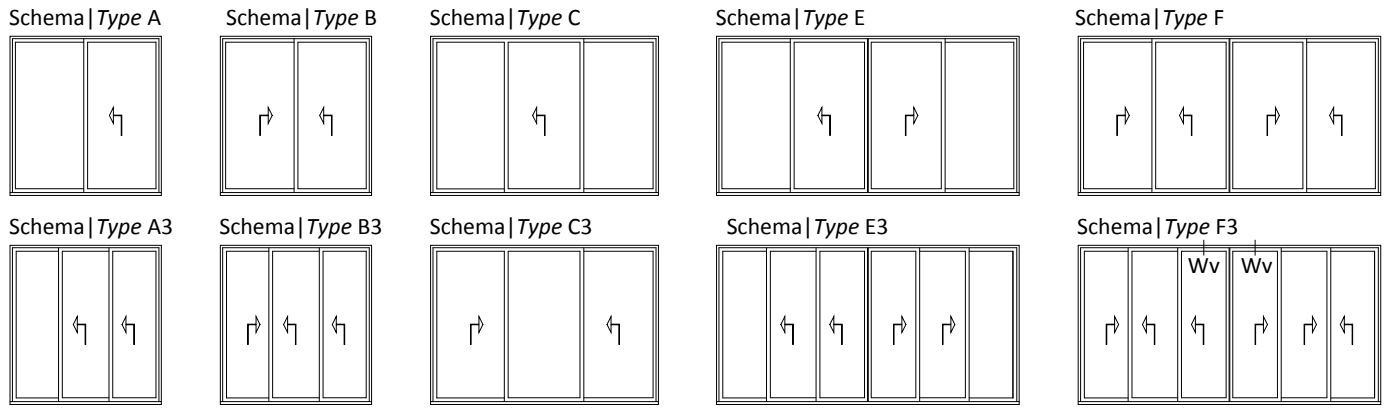 Schema|Type A
Schema|Type B
Schema|Type C
Schema|Type E
Schema|Type F
Schema|Type A3
Schema|Type B3
Schema|Type C3
Schema|Type E3
Schema|Type F3
Wv Wv